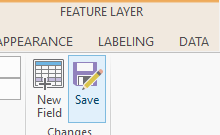 FEATURE LAYER
APPEARANCE LABELING DATA
New Save
Field
Changes